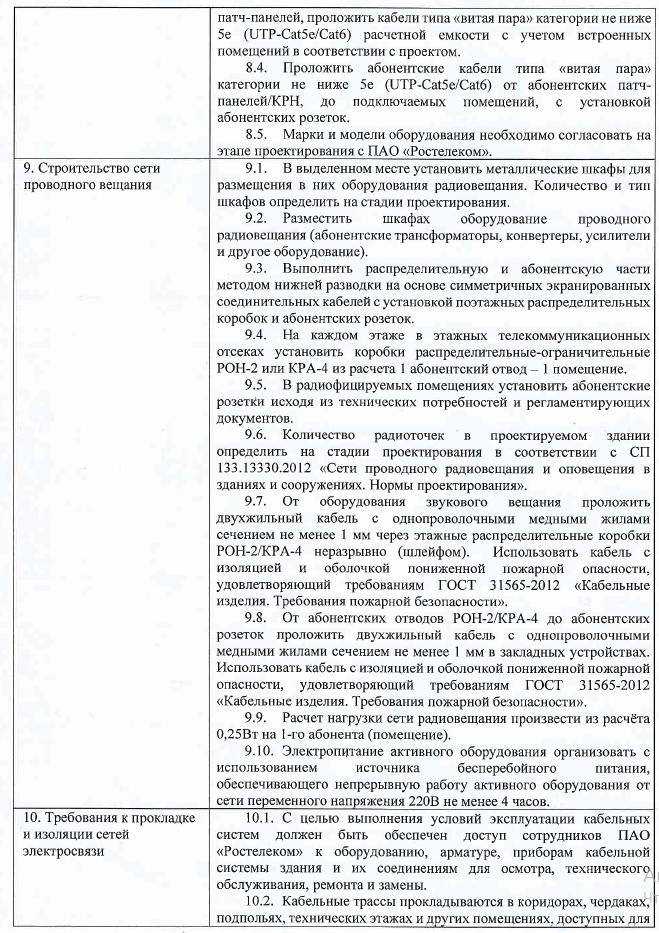 патч-панелей, проложить кабели типа «витая пара» категории не ниже
5e (UTP-Cat5e/Cat6) расчетной емкости с учетом встроенных
помещений в соответствии с проектом.
8.4. Проложить абонентские кабели типа «витая пара»
категории не ниже 5e (UTP-Cat5e/Cat6) от абонентских патч-
панелей/КРН, до подключаемых помещений, с установкой
абонентских розеток.
8.5. Марки и модели оборудования необходимо согласовать на
этапе проектирования с ПАО «Ростелеком».
9. Строительство сети
проводного вещания
9.1. В выделенном месте установить металлические шкафы для
размещения в них оборудования радиовещания. Количество и тип
шкафов определить на стадии проектирования.
9.2. Разместить шкафах оборудование проводного
радиовещания (абонентские трансформаторы, конвертеры, усилители
и другое оборудование).
9.3. Выполнить распределительную и абонентскую части
методом нижней разводки на основе симметричных экранированных
соединительных кабелей с установкой поэтажных распределительных
коробок и абонентских розеток.
9.4. На каждом этаже в этажных телекоммуникационных
отсеках установить коробки распределительные-ограничительные
РОН-2 или КРА-4 из расчета 1 абонентский отвод – 1 помещение.
9.5. В радиофицируемых помещениях установить абонентские
розетки исходя из технических потребностей и регламентирующих
документов.
9.6. Количество радиоточек в проектируемом здании
определить на стадии проектирования в соответствии с СП
133.13330.2012 «Сети проводного радиовещания и оповещения в
зданиях и сооружениях. Нормы проектирования».
9.7. От оборудования звукового вещания проложить
двухжильный кабель с однопроволочными медными жилами
сечением не менее 1 мм через этажные распределительные коробки
РОН-2/КРА-4 неразрывно (шлейфом). Использовать кабель с
изоляцией и оболочкой пониженной пожарной опасности,
удовлетворяющий требованиям ГОСТ 31565-2012 «Кабельные
изделия. Требования пожарной безопасности».
9.8. От абонентских отводов РОН-2/КРА-4 до абонентских
розеток проложить двухжильный кабель с однопроволочными
медными жилами сечением не менее 1 мм в закладных устройствах.
Использовать кабель с изоляцией и оболочкой пониженной пожарной
опасности, удовлетворяющий требованиям ГОСТ 31565-2012
«Кабельные изделия. Требования пожарной безопасности».
9.9. Расчет нагрузки сети радиовещания произвести из расчёта
0,25Вт на 1-го абонента (помещение).
9.10. Электропитание активного оборудования организовать с
использованием источника бесперебойного питания,
обеспечивающего непрерывную работу активного оборудования от
сети переменного напряжения 220В не менее 4 часов.
10. Требования к прокладке
и изоляции сетей
электросвязи
10.1. С целью выполнения условий эксплуатации кабельных
систем должен быть обеспечен доступ сотрудников ПАО
«Ростелеком» к оборудованию, арматуре, приборам кабельной
системы здания и их соединениям для осмотра, технического
обслуживания, ремонта и замены.
10.2. Кабельные трассы прокладываются в коридорах, чердаках,
подпольях, технических этажах и других помещениях, доступных для